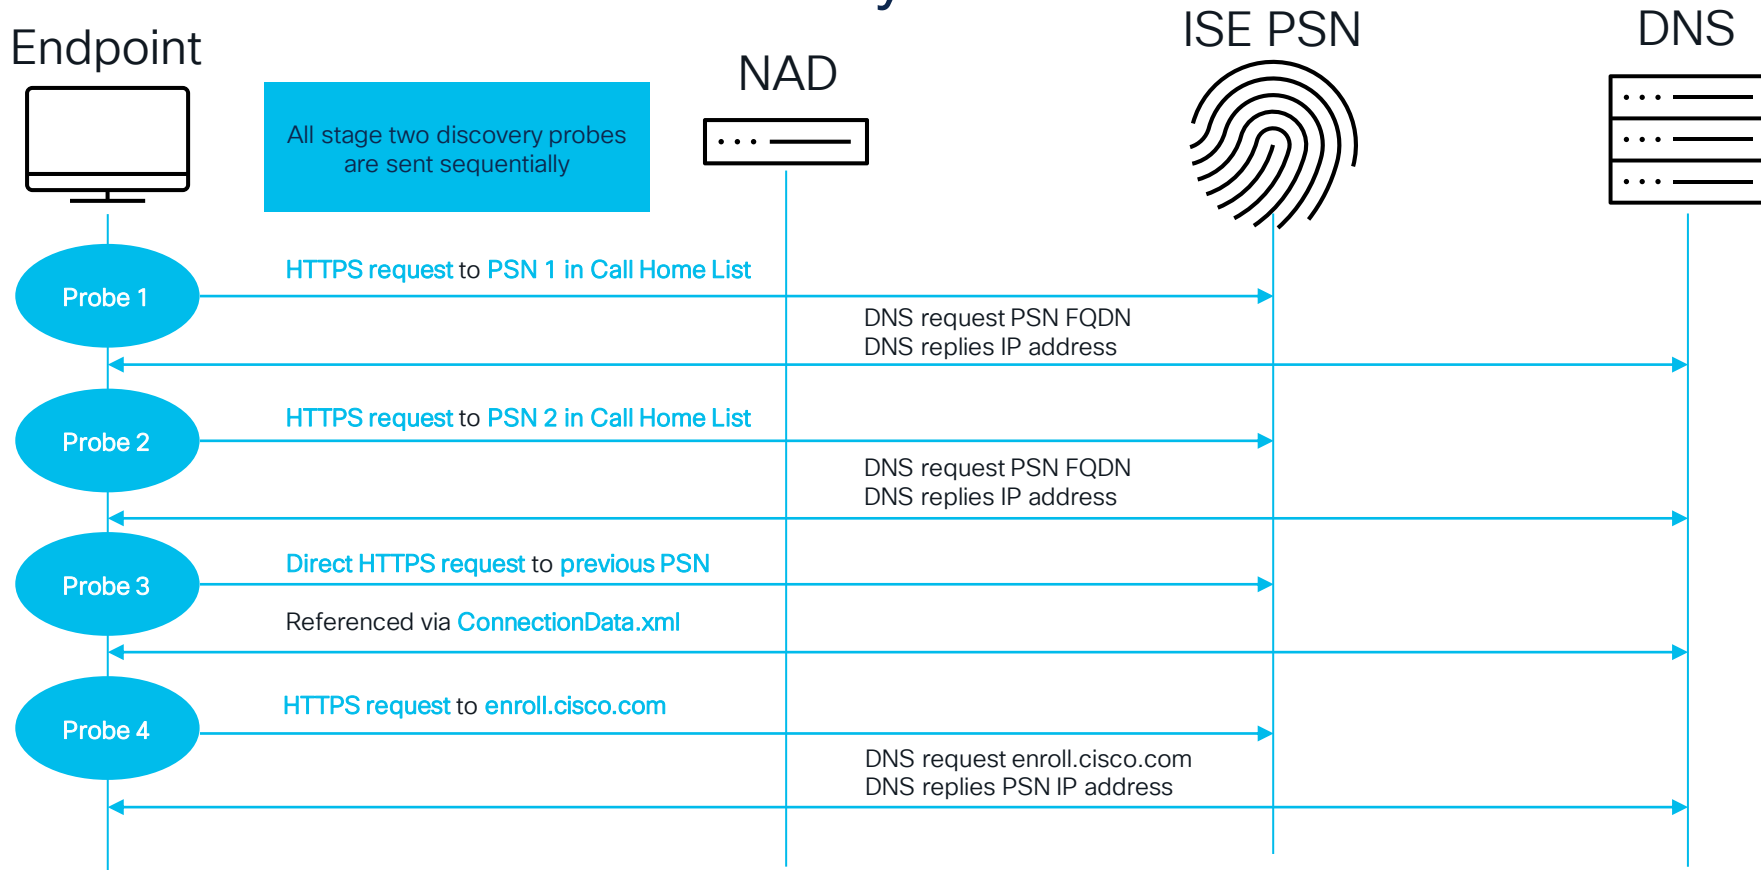 Endpoint
NAD
ISE PSN
DNS
All stage two discovery probes
are sent sequentially
Probe 1
HTTPS request to PSN 1 in Call Home List
DNS request PSN FQDN
DNS replies IP address
Probe 2
HTTPS request to PSN 2 in Call Home List
DNS request PSN FQDN
DNS replies IP address
Probe 3
Direct HTTPS request to previous PSN
Referenced via ConnectionData.xml
Probe 4
HTTPS request to enroll.cisco.com
DNS request enroll.cisco.com
DNS replies PSN IP address